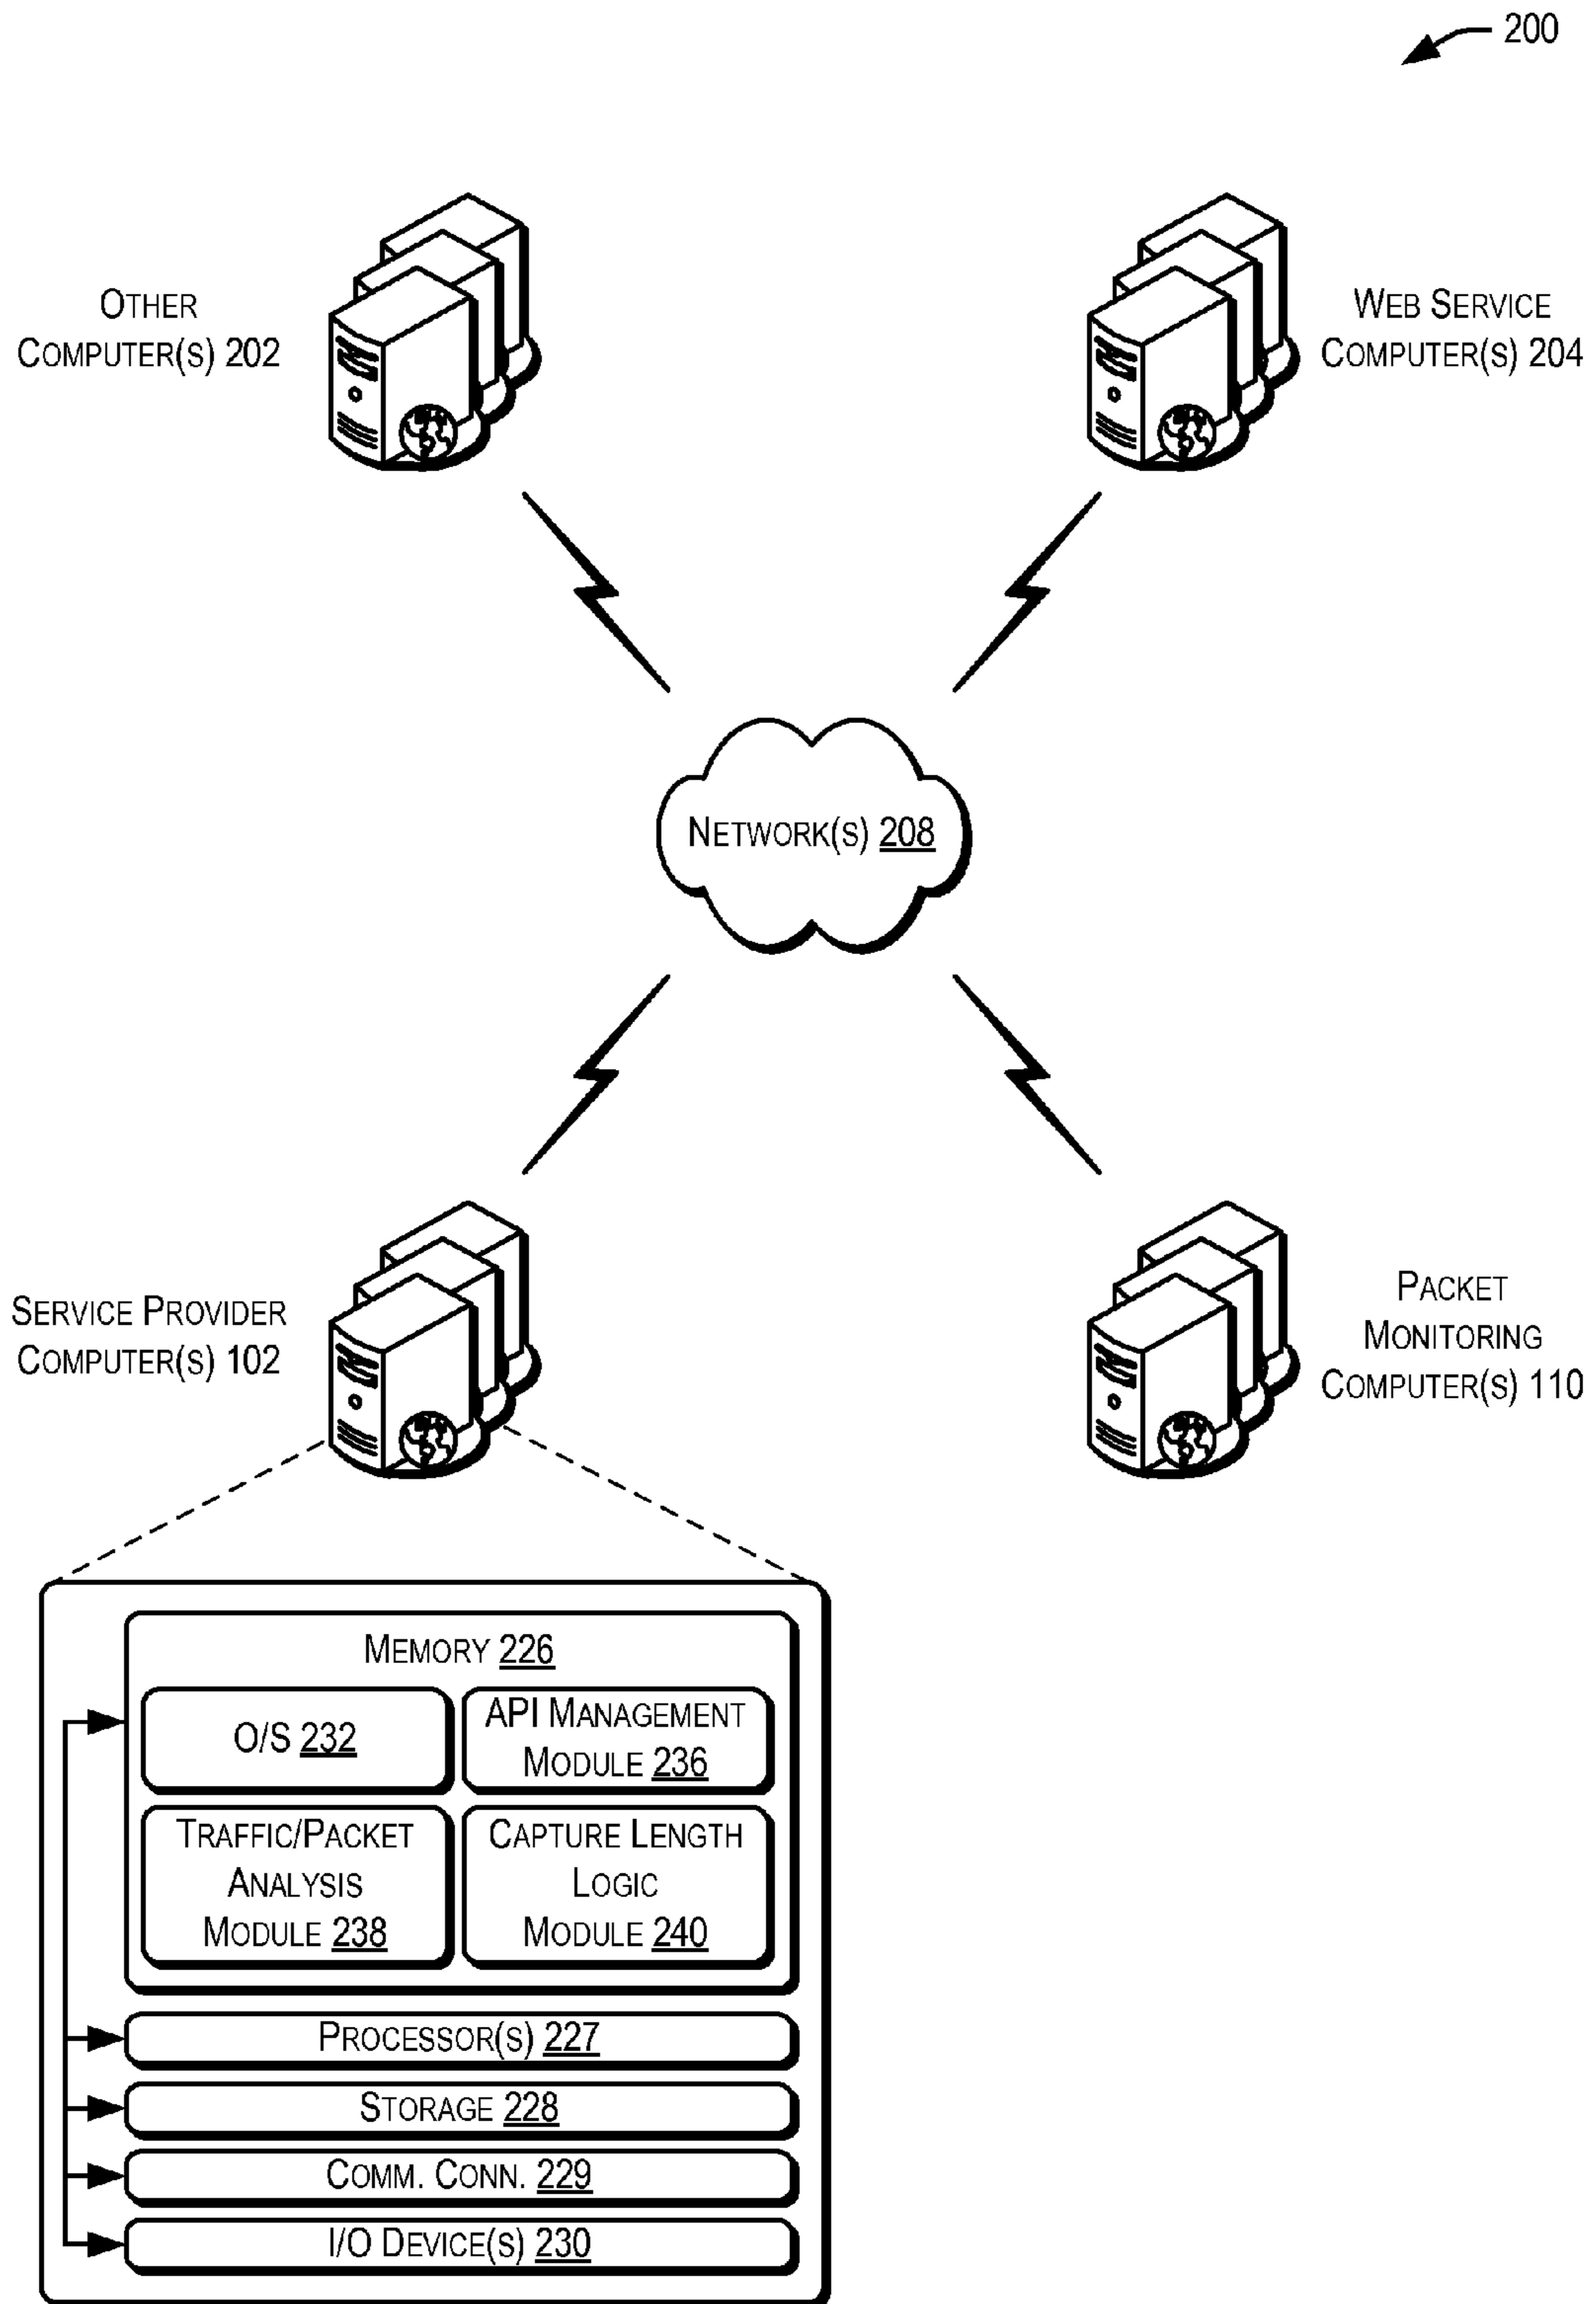 200
OTHER
COMPUTER(S) 202
WEB SERVICE
COMPUTER(S) 204
NETWORK(S) 208
SERVICE PROVIDER
COMPUTER(S) 102
PACKET
MONITORING
COMPUTER(S) 110
MEMORY 226
O/S 232
API MANAGEMENT
MODULE 236
TRAFFIC/PACKET
ANALYSIS
MODULE 238
CAPTURE LENGTH
LOGIC
MODULE 240
PROCESSOR(S) 227
STORAGE 228
COMM. CONN. 229
I/O DEVICE(S) 230